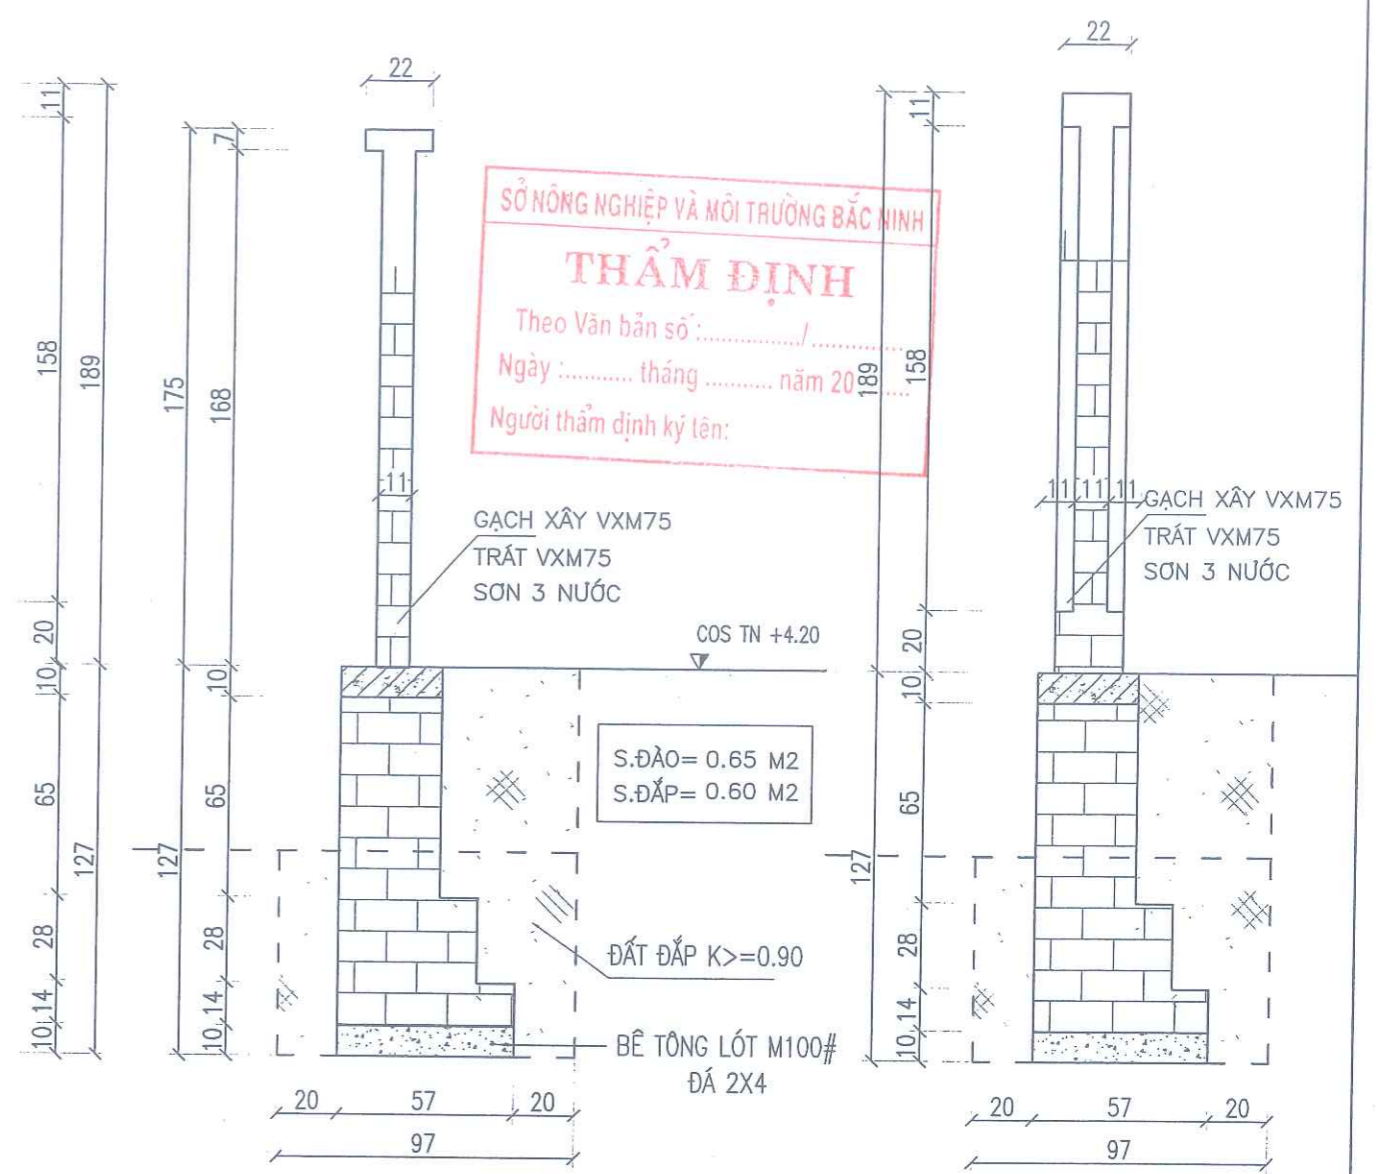 22
22
11
158
189
20
10
65
127
28
14
10
7
175
168
10
65
127
28
14
10
11
SỞ NÔNG NGHIỆP VÀ MÔI TRƯỜNG BẮC NINH
THẨM ĐỊNH
Theo Văn bản số :............../...............
Ngày :........... tháng ........... năm 20.......
Người thẩm định ký tên:
GẠCH XÂY VXM75
TRÁT VXM75
SƠN 3 NƯỚC
COS TN +4.20
S.ĐÀO= 0.65 M2
S.ĐẮP= 0.60 M2
ĐẤT ĐẮP K>=0.90
BÊ TÔNG LÓT M100#
ĐÁ 2X4
20 57 20
97
11
189
158
20
10
65
127
28
14
10
11 11 11
GẠCH XÂY VXM75
TRÁT VXM75
SƠN 3 NƯỚC
20 57 20
97